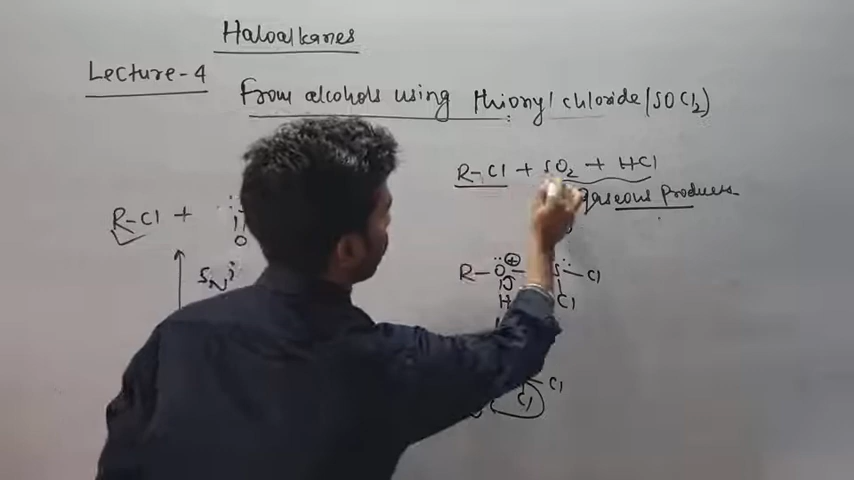 Haloalkanes
Lecture-4
From alcohols using thionyl chloride (SOCl₂)
R-Cl + SO₂ + HCl
gaseous products
R-Cl +
O
SNi
R-O⊕ S-Cl
H Cl
Cl
Cl